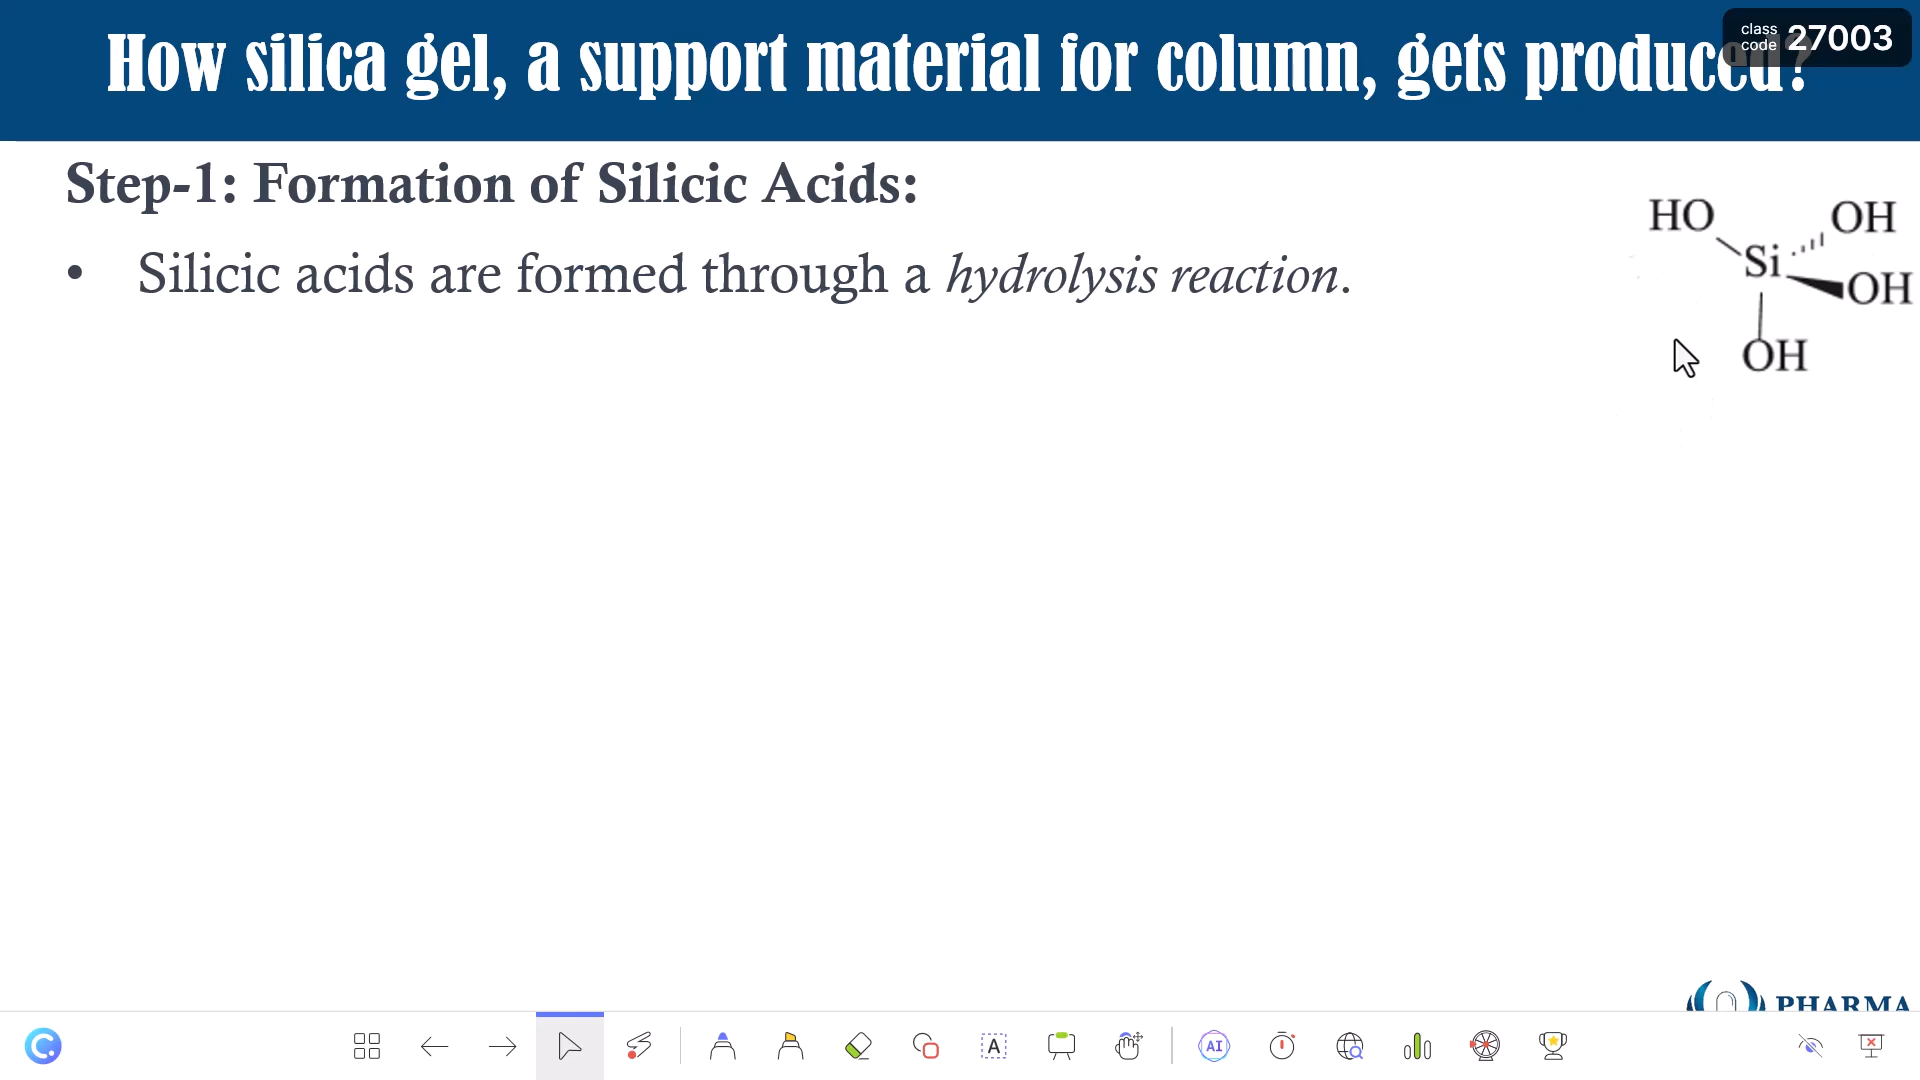 How silica gel, a support material for column, gets produced?
class code 27003
Step-1: Formation of Silicic Acids:
• Silicic acids are formed through a hydrolysis reaction.
HO
OH
Si
OH
OH
PHARMA
A
AI